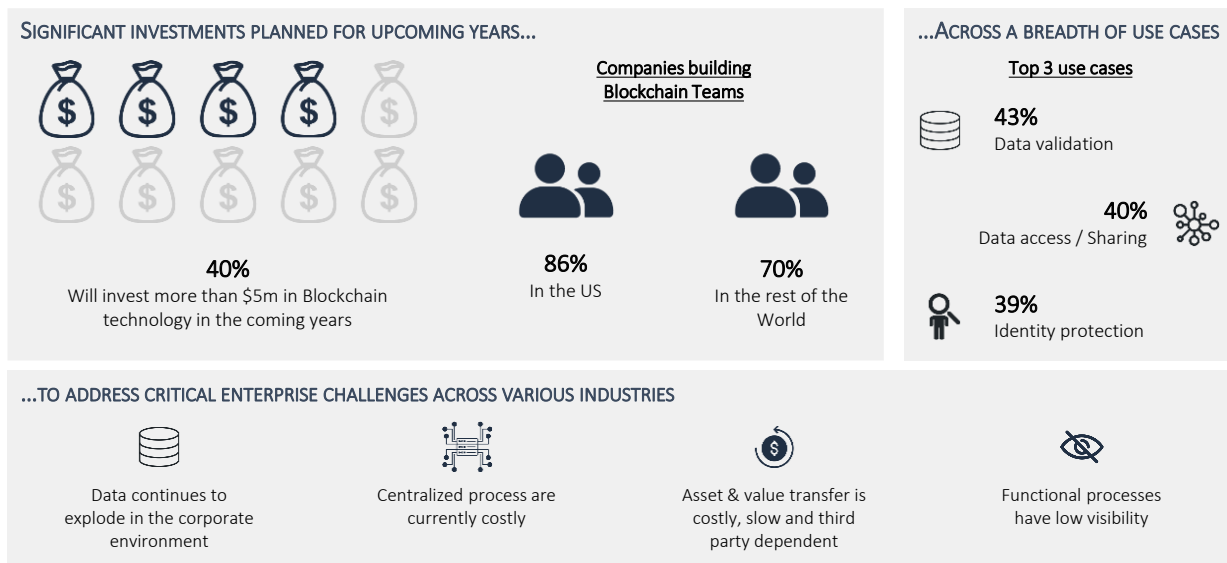 SIGNIFICANT INVESTMENTS PLANNED FOR UPCOMING YEARS...
$ $ $ $ $
$ $ $ $ $
40%
Will invest more than $5m in Blockchain
technology in the coming years
Companies building
Blockchain Teams
86%
In the US
70%
In the rest of the
World
...ACROSS A BREADTH OF USE CASES
Top 3 use cases
43%
Data validation
40%
Data access / Sharing
39%
Identity protection
...TO ADDRESS CRITICAL ENTERPRISE CHALLENGES ACROSS VARIOUS INDUSTRIES
Data continues to
explode in the corporate
environment
Centralized process are
currently costly
$
Asset & value transfer is
costly, slow and third
party dependent
Functional processes
have low visibility